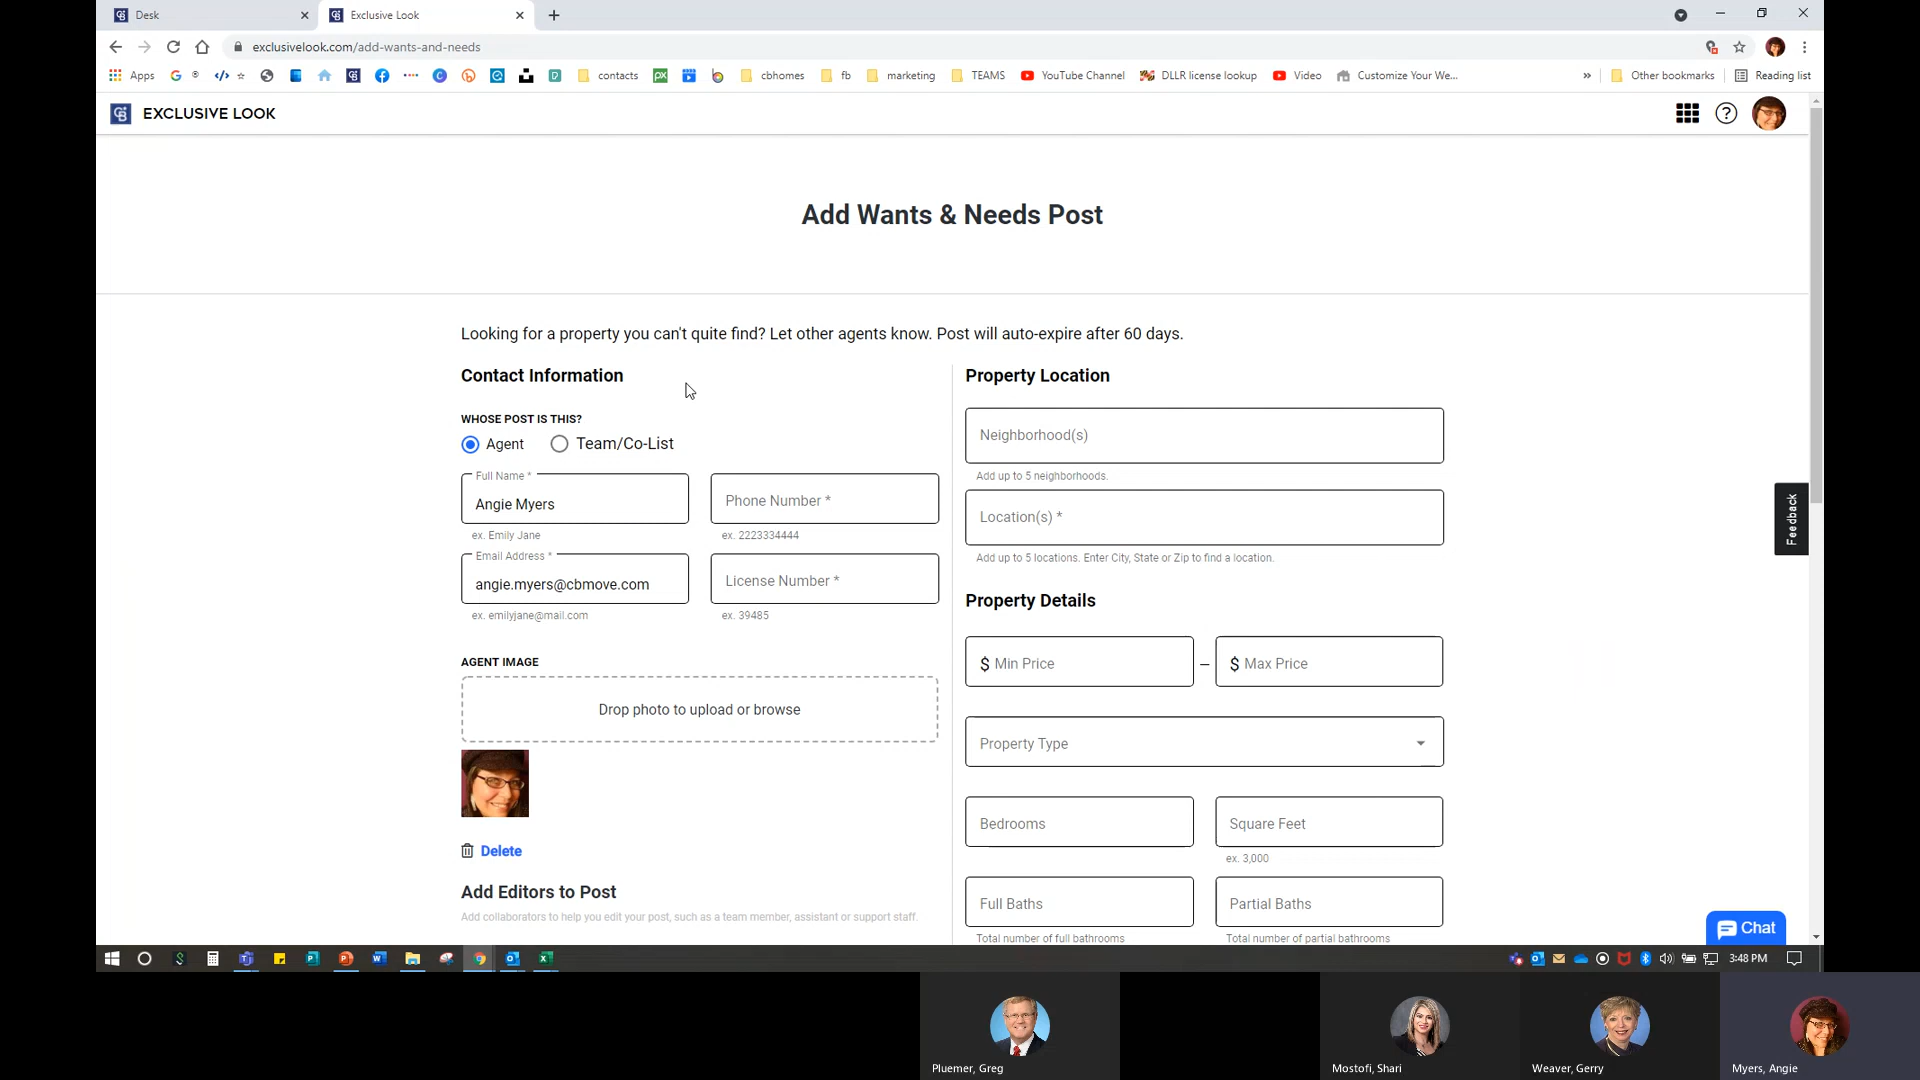 Desk
Exclusive Look
exclusivelook.com/add-wants-and-needs
Apps
contacts
cbhomes
fb
marketing
TEAMS
YouTube Channel
DLLR license lookup
Video
Customize Your We...
»
Other bookmarks
Reading list
EXCLUSIVE LOOK
Add Wants & Needs Post
Looking for a property you can't quite find? Let other agents know. Post will auto-expire after 60 days.
Contact Information
WHOSE POST IS THIS?
Agent
Team/Co-List
Full Name *
Angie Myers
ex. Emily Jane
Phone Number *
ex. 2223334444
Email Address *
angie.myers@cbmove.com
ex. emilyjane@mail.com
License Number *
ex. 39485
AGENT IMAGE
Drop photo to upload or browse
Delete
Add Editors to Post
Add collaborators to help you edit your post, such as a team member, assistant or support staff.
Property Location
Neighborhood(s)
Add up to 5 neighborhoods.
Location(s) *
Add up to 5 locations. Enter City, State or Zip to find a location.
Property Details
$ Min Price
–
$ Max Price
Property Type
Bedrooms
Square Feet
ex. 3,000
Full Baths
Total number of full bathrooms
Partial Baths
Total number of partial bathrooms
Feedback
Chat
3:48 PM
Pluemer, Greg
Mostofi, Shari
Weaver, Gerry
Myers, Angie